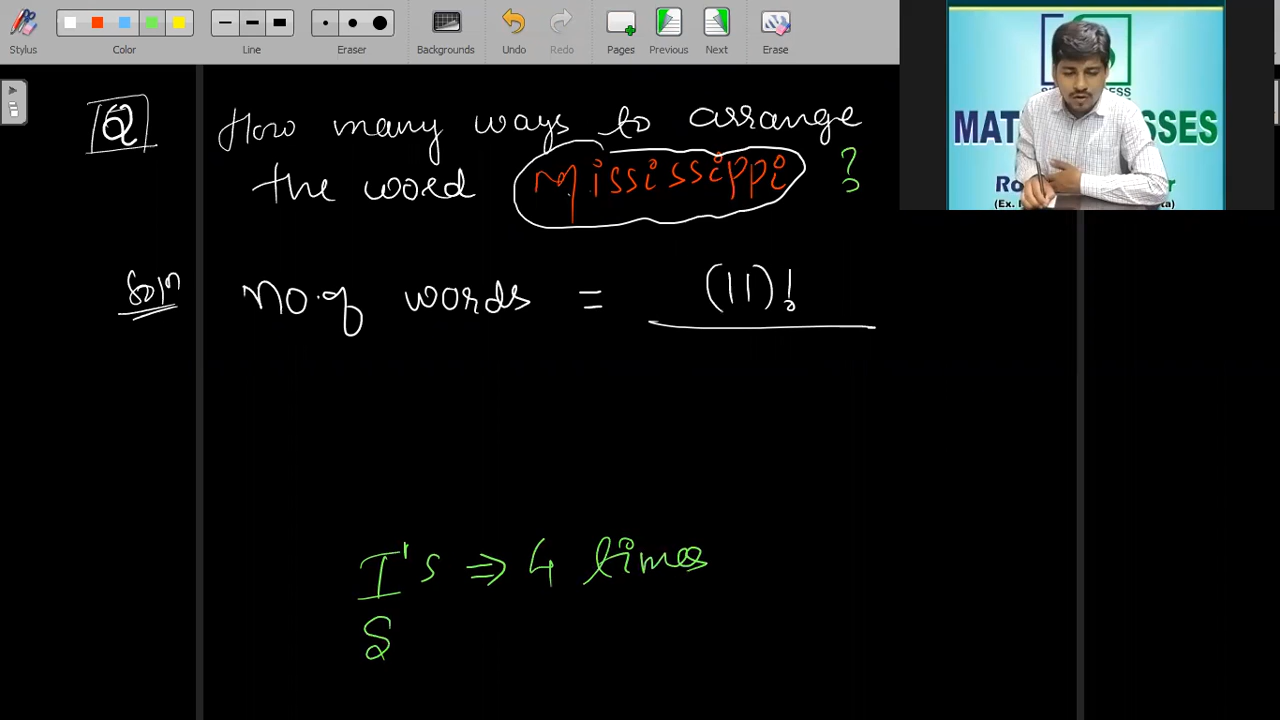 Stylus Color Line Eraser Backgrounds Undo Redo Pages Previous Next Erase
Q How many ways to arrange
the word Mississippi ?
Soln No. of words = (11)!
I's ⇒ 4 times
S